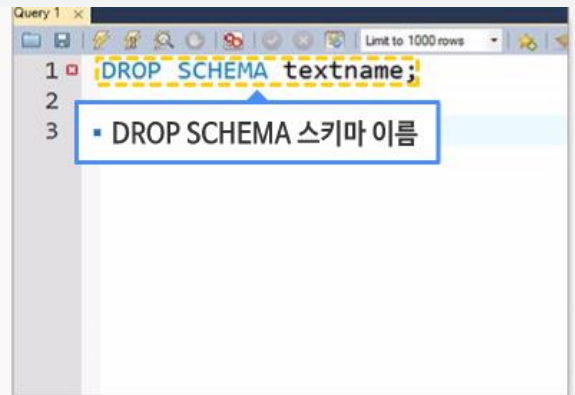 Query 1
Limit to 1000 rows
1 DROP SCHEMA textname;
2
3
▪ DROP SCHEMA 스키마 이름